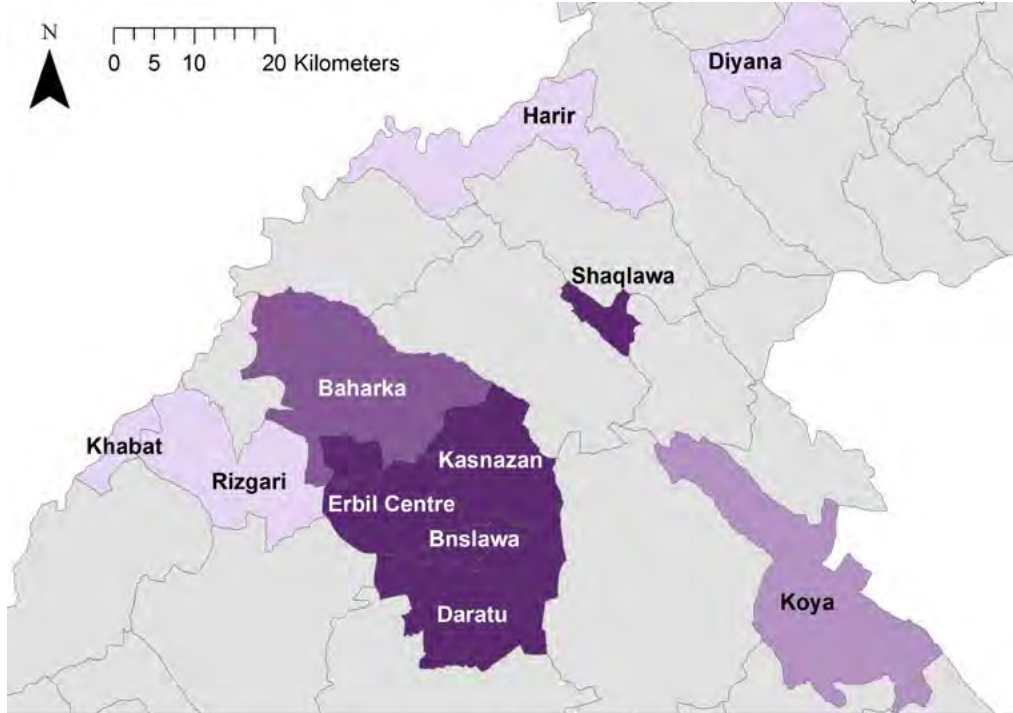 N
0 5 10 20 Kilometers
Diyana
Harir
Shaqlawa
Baharka
Khabat
Kasnazan
Rizgari
Erbil Centre
Bnslawa
Koya
Daratu